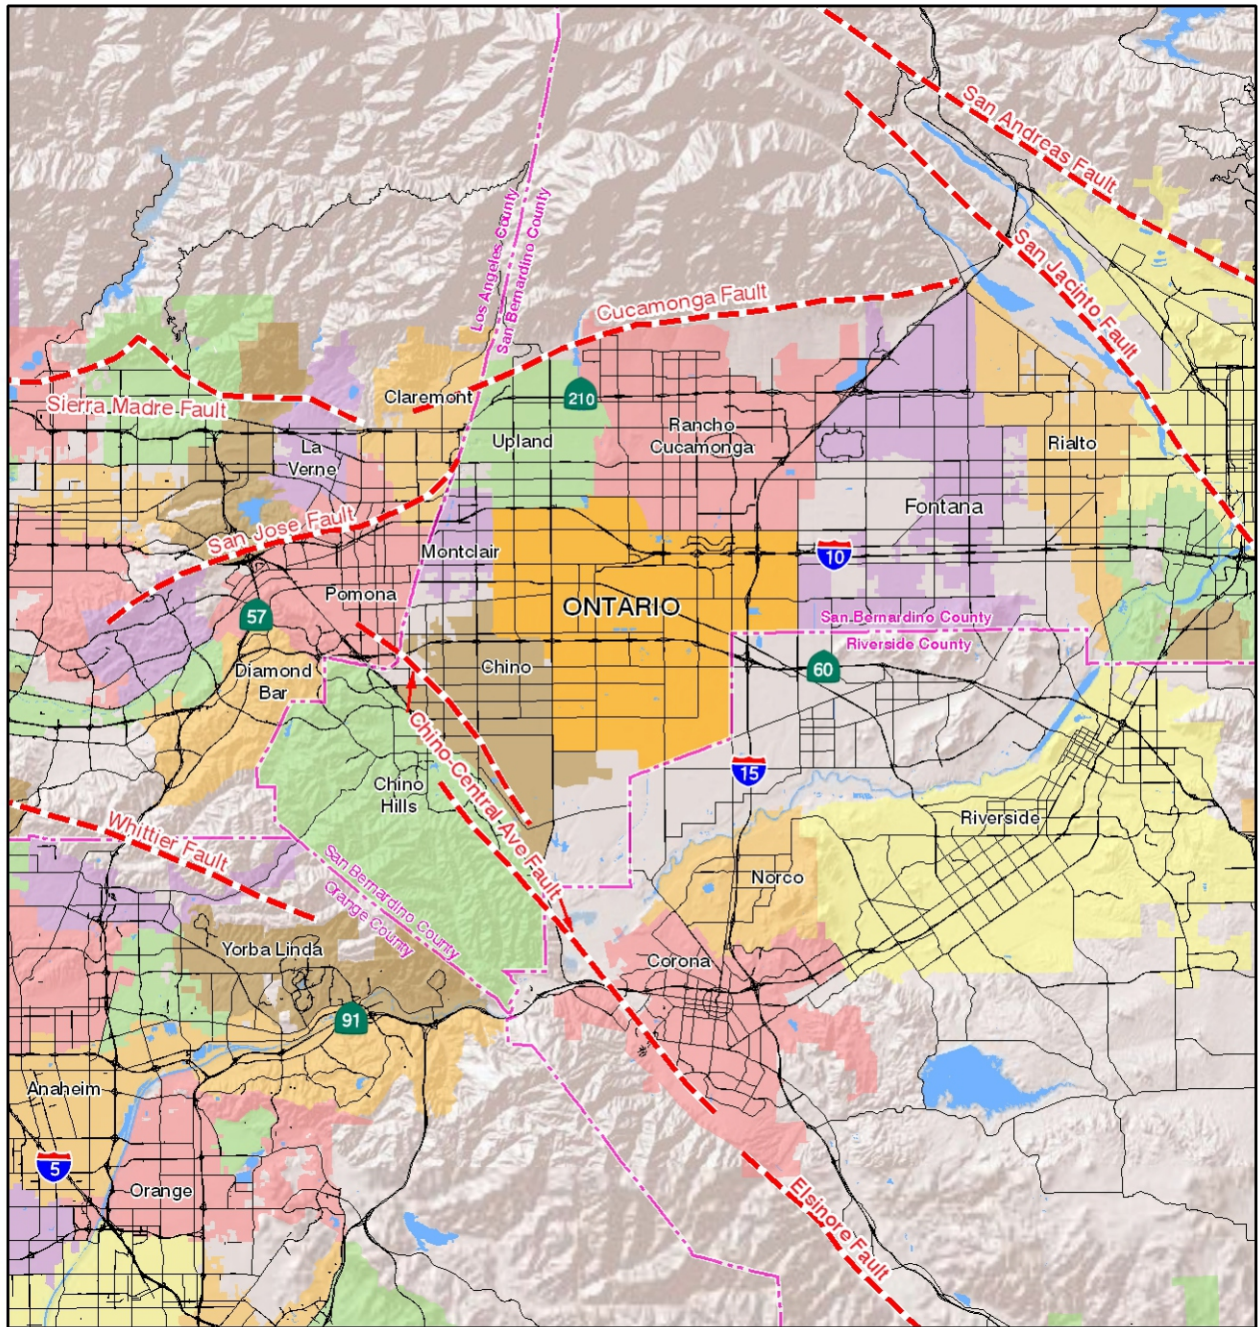 San Andreas Fault
San Jacinto Fault
Los Angeles County
San Bernardino County
Cucamonga Fault
Sierra Madre Fault
Claremont
210
Upland
Rancho
Cucamonga
La
Verne
Rialto
San Jose Fault
Fontana
Montclair
10
Pomona
ONTARIO
57
San Bernardino County
Riverside County
Diamond
Bar
Chino
60
Chino-Central Ave Fault
15
Chino
Hills
Whittier Fault
Riverside
San Bernardino County
Orange County
Norco
Yorba Linda
Corona
91
Anaheim
5
Orange
Elsinore Fault